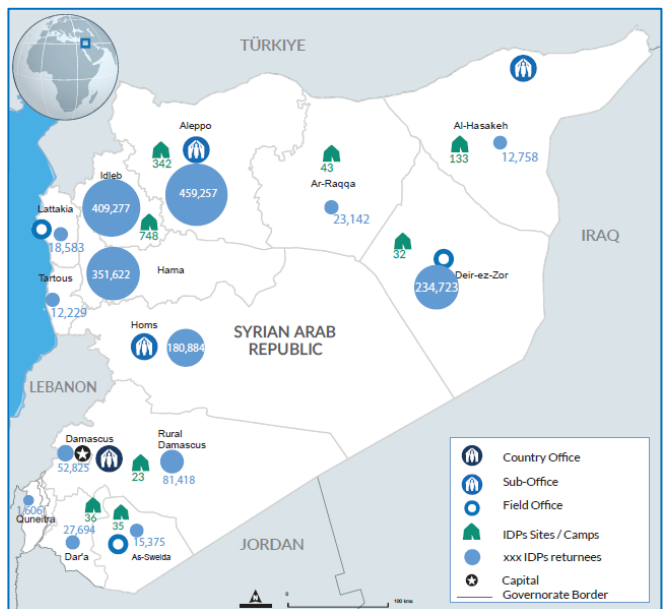 TÜRKIYE
Aleppo
342
459,257
Idleb
409,277
748
Al-Hasakeh
133
12,758
43
Ar-Raqqa
23,142
Lattakia
18,583
IRAQ
32
Deir-ez-Zor
234,723
Hama
351,622
Tartous
12,229
Homs
180,884
SYRIAN ARAB
REPUBLIC
LEBANON
Damascus
52,825
Rural
Damascus
23
81,418
1,606
Quneitra
36
27,694
Dar'a
35
15,375
As-Sweida
JORDAN
Country Office
Sub-Office
Field Office
IDPs Sites / Camps
xxx IDPs returnees
Capital
Governorate Border
N
0
100 kms